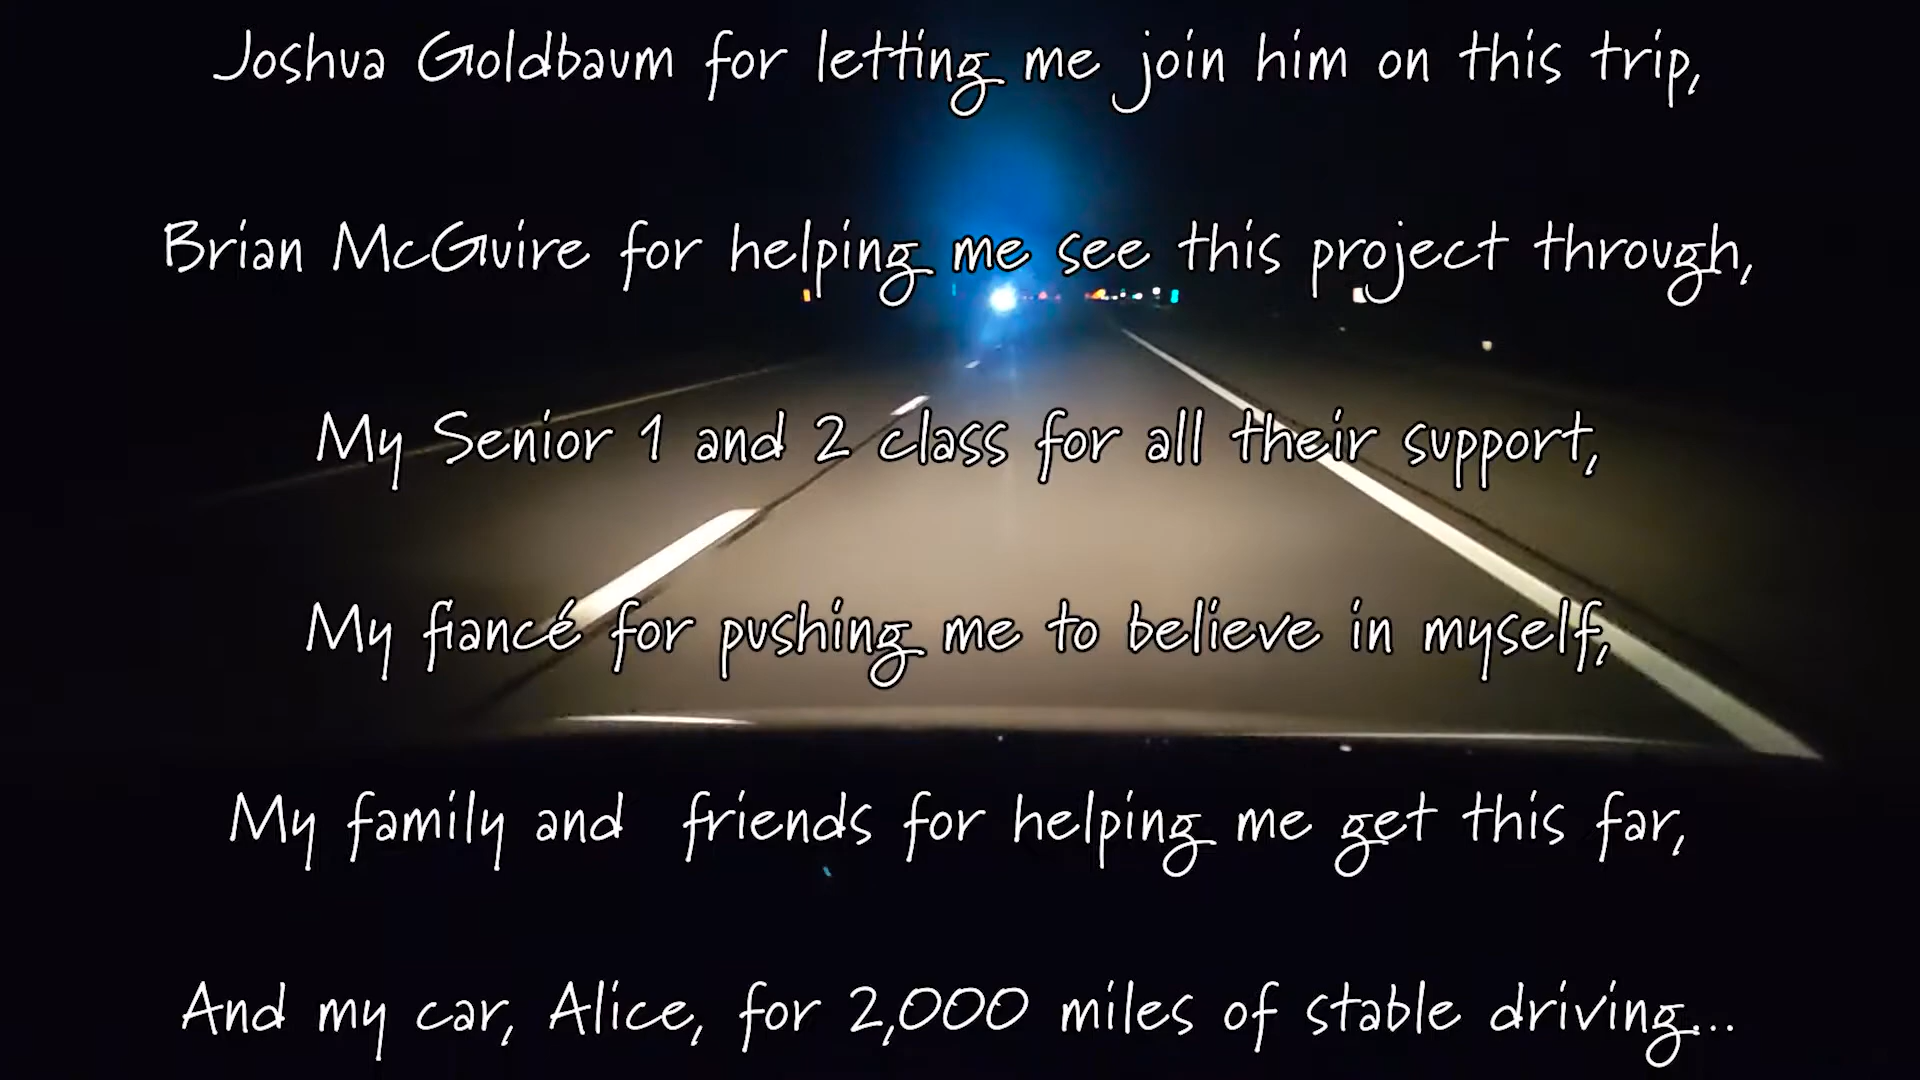 Joshua Goldbaum for letting me join him on this trip,
Brian McGuire for helping me see this project through,
My Senior 1 and 2 class for all their support,
My fiancé for pushing me to believe in myself,
My family and friends for helping me get this far,
And my car, Alice, for 2,000 miles of stable driving...